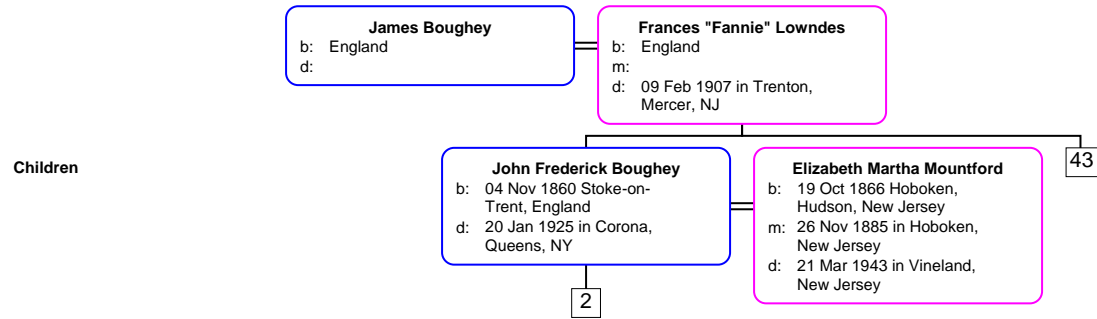 James Boughey
b: England
d:
Frances "Fannie" Lowndes
b: England
m:
d: 09 Feb 1907 in Trenton,
Mercer, NJ
43
Children
John Frederick Boughey
b: 04 Nov 1860 Stoke-on-
Trent, England
d: 20 Jan 1925 in Corona,
Queens, NY
Elizabeth Martha Mountford
b: 19 Oct 1866 Hoboken,
Hudson, New Jersey
m: 26 Nov 1885 in Hoboken,
New Jersey
d: 21 Mar 1943 in Vineland,
New Jersey
2